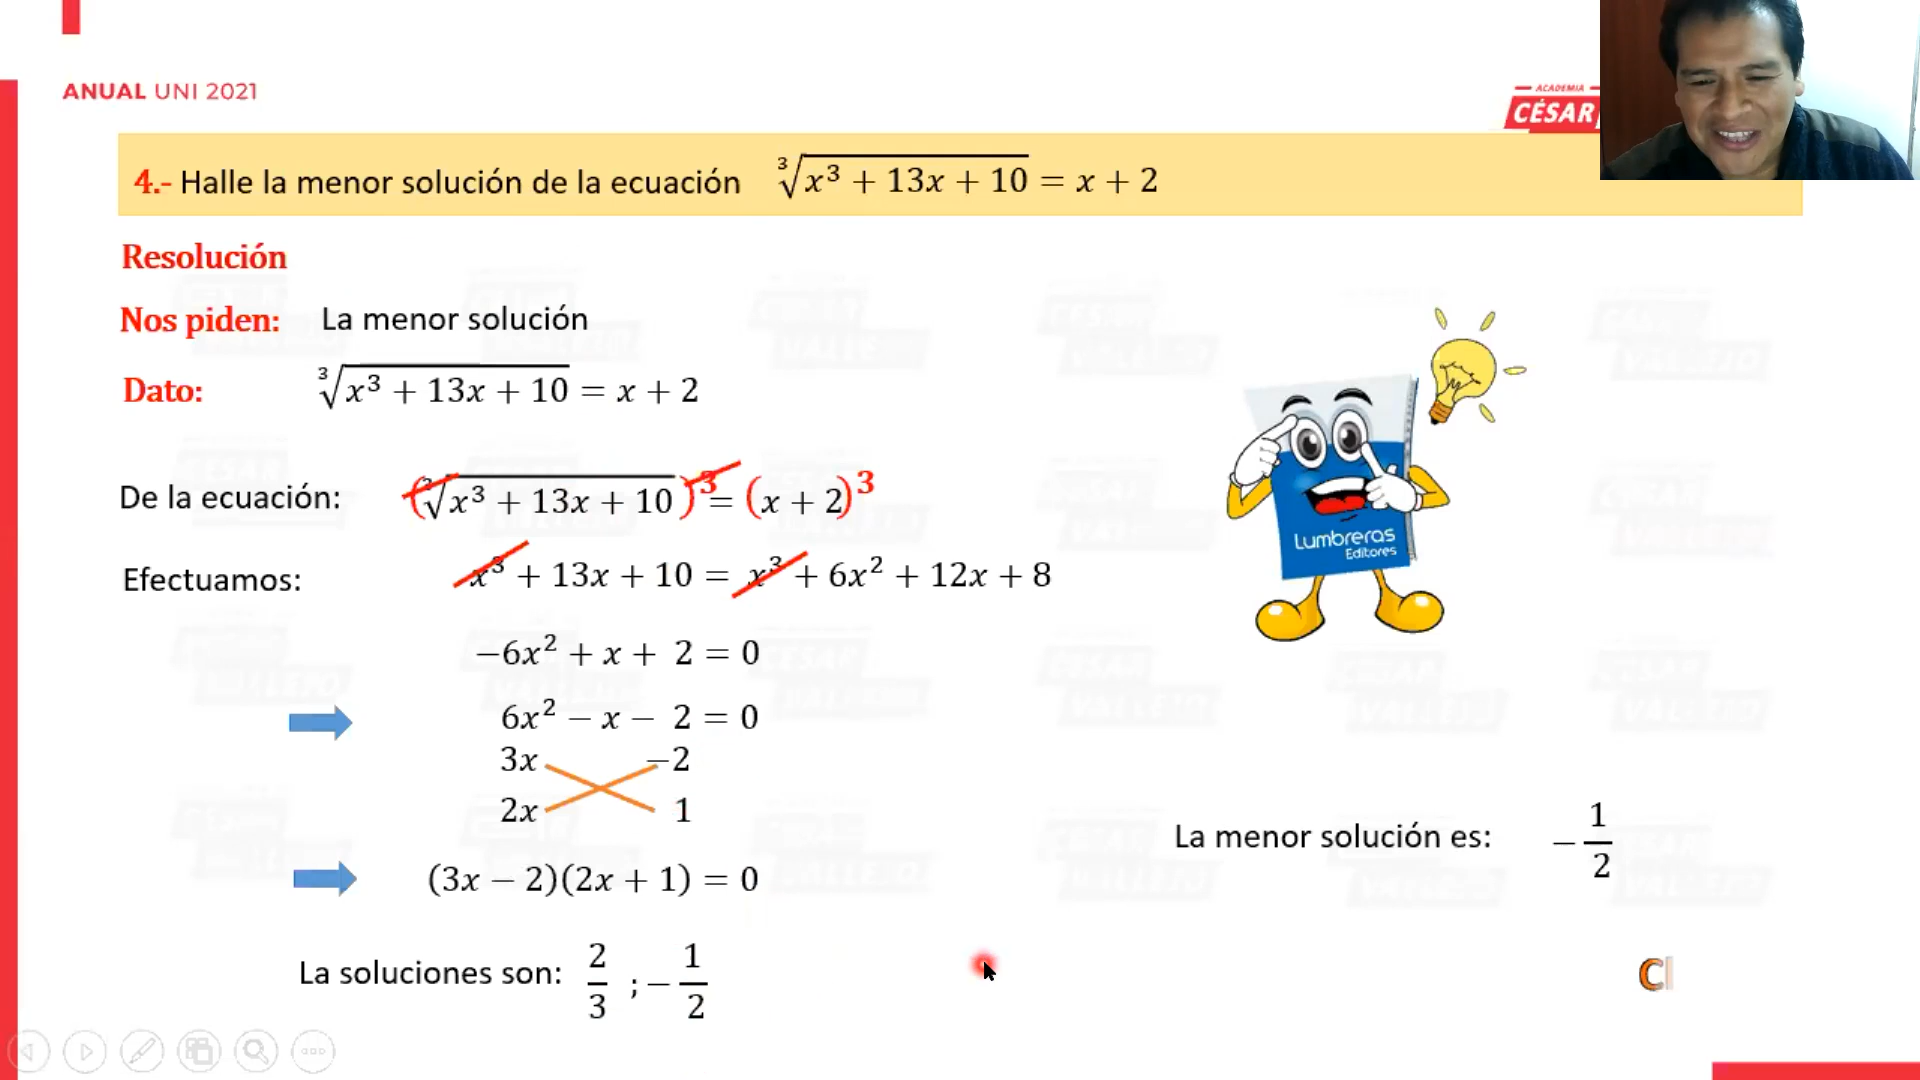 ANUAL UNI 2021
ACADEMIA
CÉSAR
4.- Halle la menor solución de la ecuación ∛(x³ + 13x + 10) = x + 2
Resolución
Nos piden: La menor solución
Dato: ∛(x³ + 13x + 10) = x + 2
De la ecuación: (∛(x³ + 13x + 10))³ = (x + 2)³
Efectuamos: x³ + 13x + 10 = x³ + 6x² + 12x + 8
−6x² + x + 2 = 0
6x² − x − 2 = 0
3x −2
2x 1
(3x − 2)(2x + 1) = 0
La soluciones son: 2/3 ; −1/2
Lumbreras
Editores
La menor solución es: −1/2